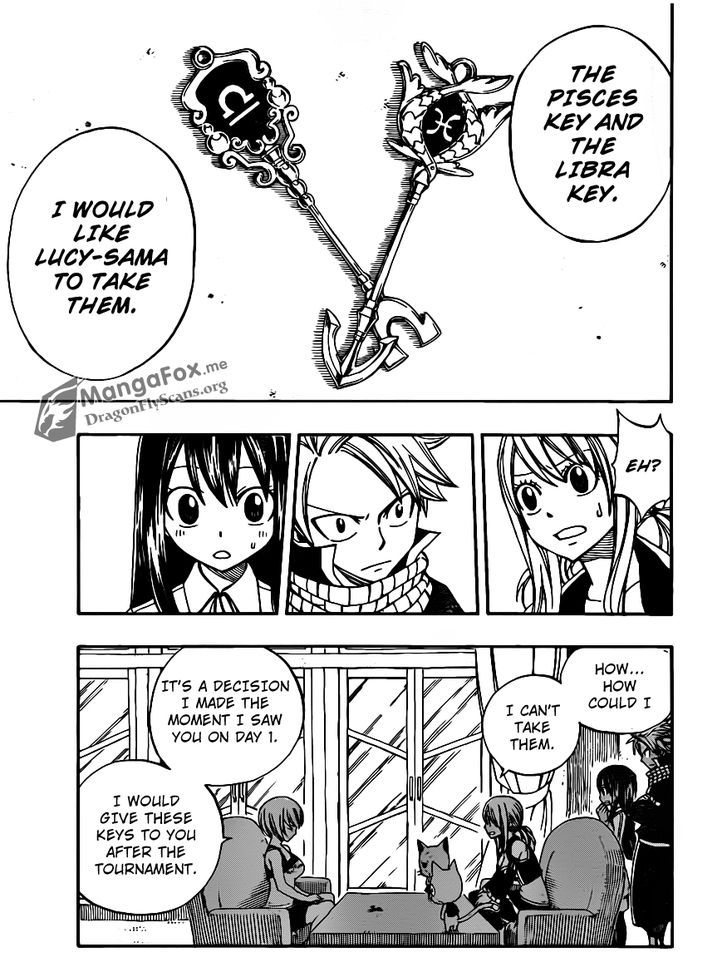 THE
PISCES
KEY AND
THE
LIBRA
KEY.
I WOULD
LIKE
LUCY-SAMA
TO TAKE
THEM.
MangaFox.me
DragonFlyScans.org
EH?
HOW...
HOW
COULD I
I CAN'T
TAKE
THEM.
IT'S A DECISION
I MADE THE
MOMENT I SAW
YOU ON DAY 1.
I WOULD
GIVE THESE
KEYS TO YOU
AFTER THE
TOURNAMENT.